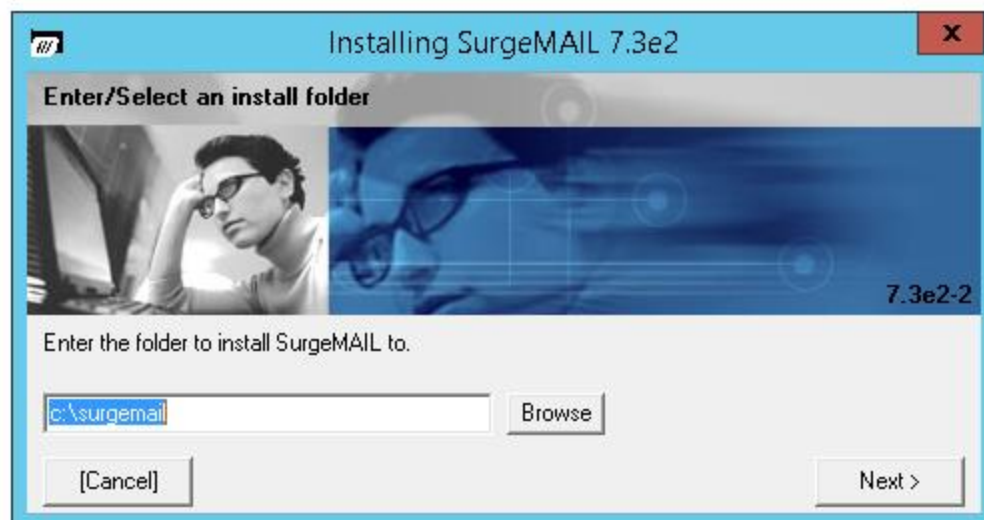 Installing SurgeMAIL 7.3e2
x
Enter/Select an install folder
7.3e2-2
Enter the folder to install SurgeMAIL to.
c:\surgemail
Browse
[Cancel]
Next >